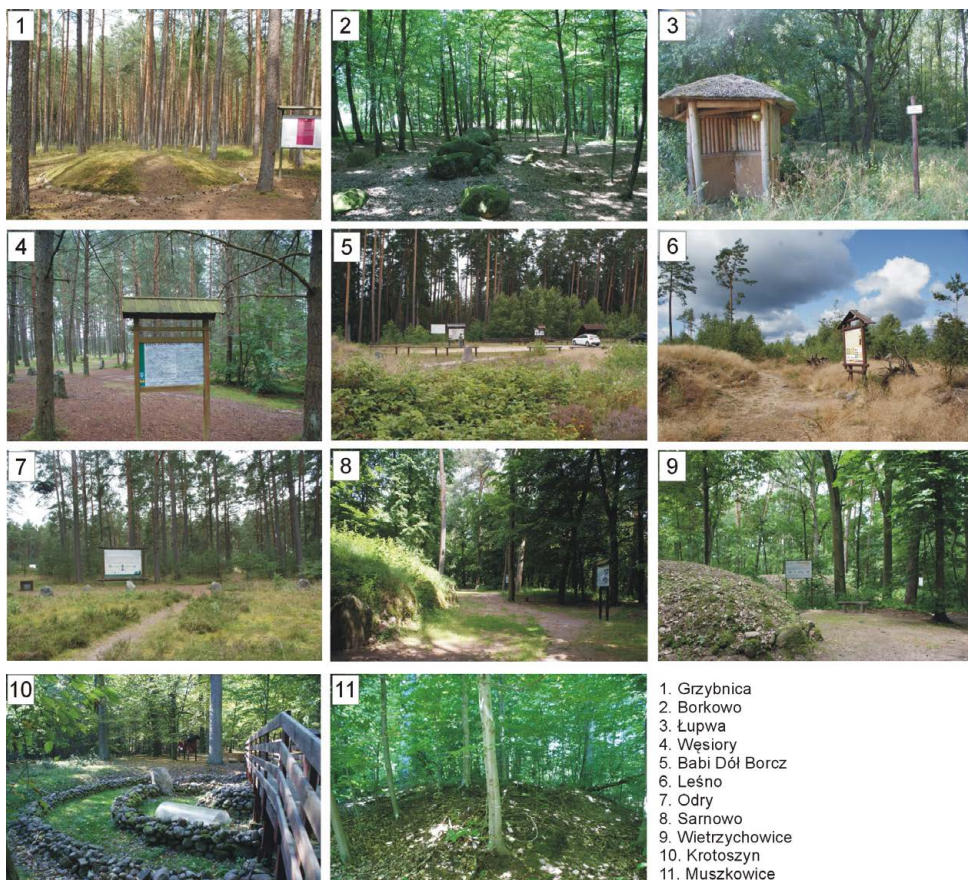 1
2
3
4
5
6
7
8
9
10
11
1. Grzybnica
2. Borkowo
3. Łupwa
4. Węsiory
5. Babi Dół Borcz
6. Leśno
7. Odry
8. Sarnowo
9. Wietrzychowice
10. Krotoszyn
11. Muszkowice